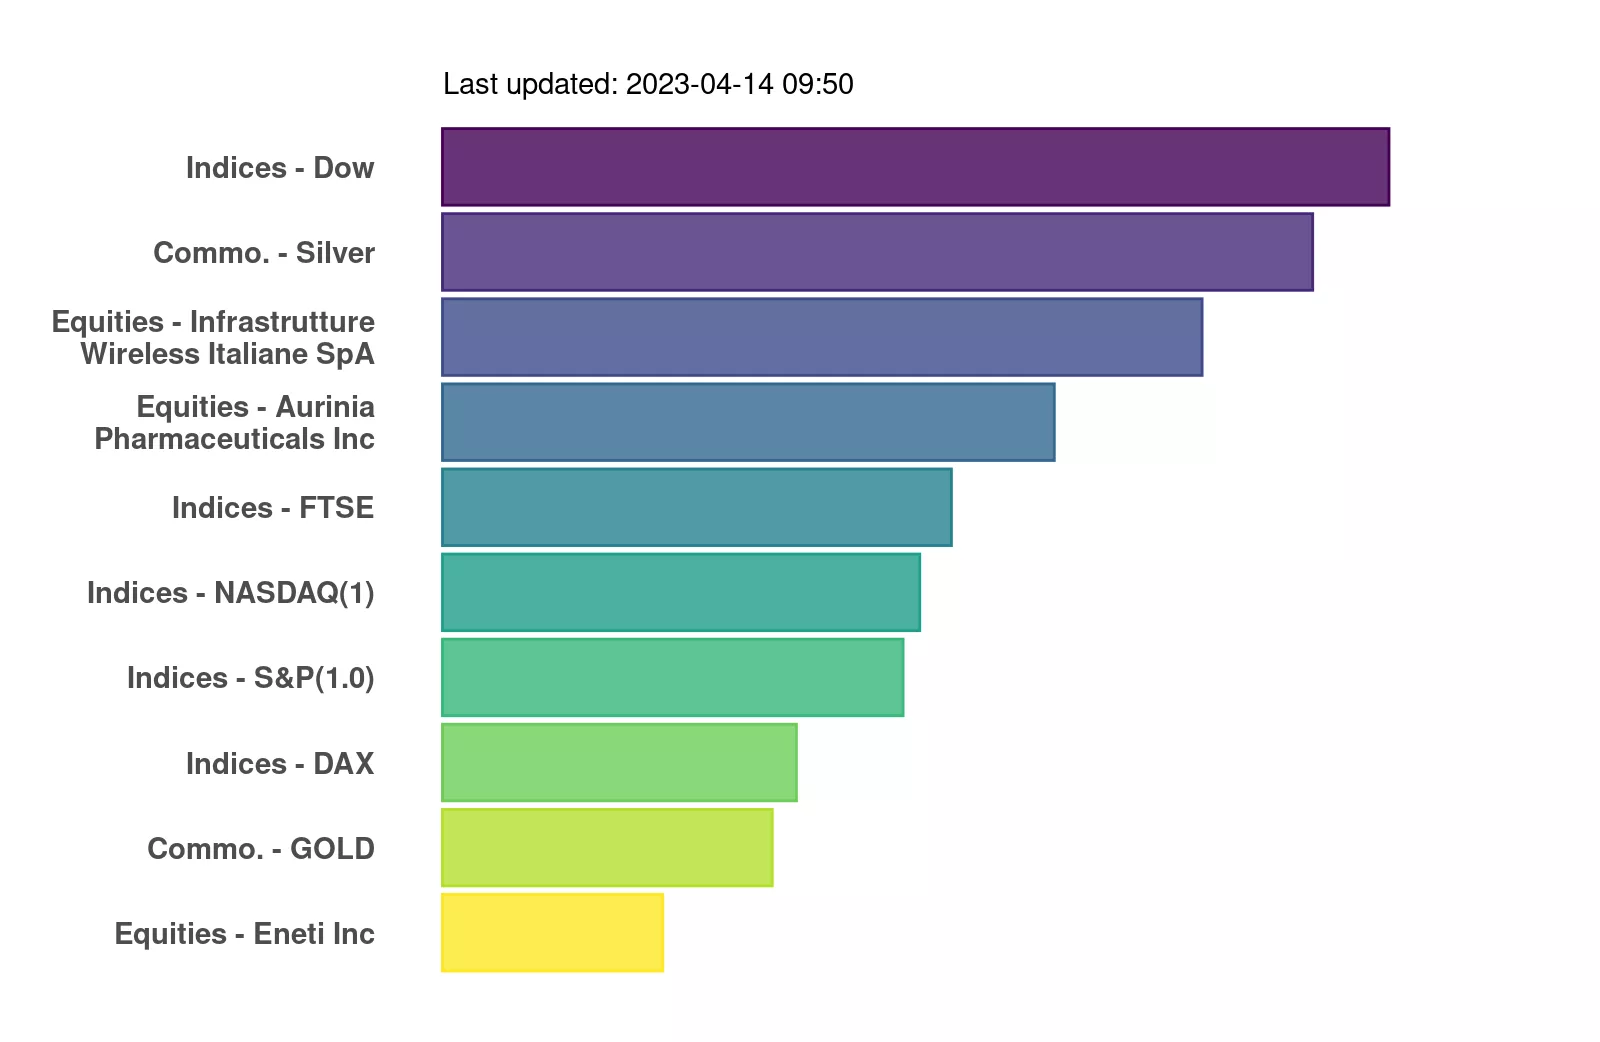 Last updated: 2023-04-14 09:50
Indices - Dow
Commo. - Silver
Equities - Infrastrutture
Wireless Italiane SpA
Equities - Aurinia
Pharmaceuticals Inc
Indices - FTSE
Indices - NASDAQ(1)
Indices - S&P(1.0)
Indices - DAX
Commo. - GOLD
Equities - Eneti Inc